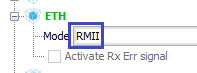 ETH
Mode RMII
Activate Rx Err signal